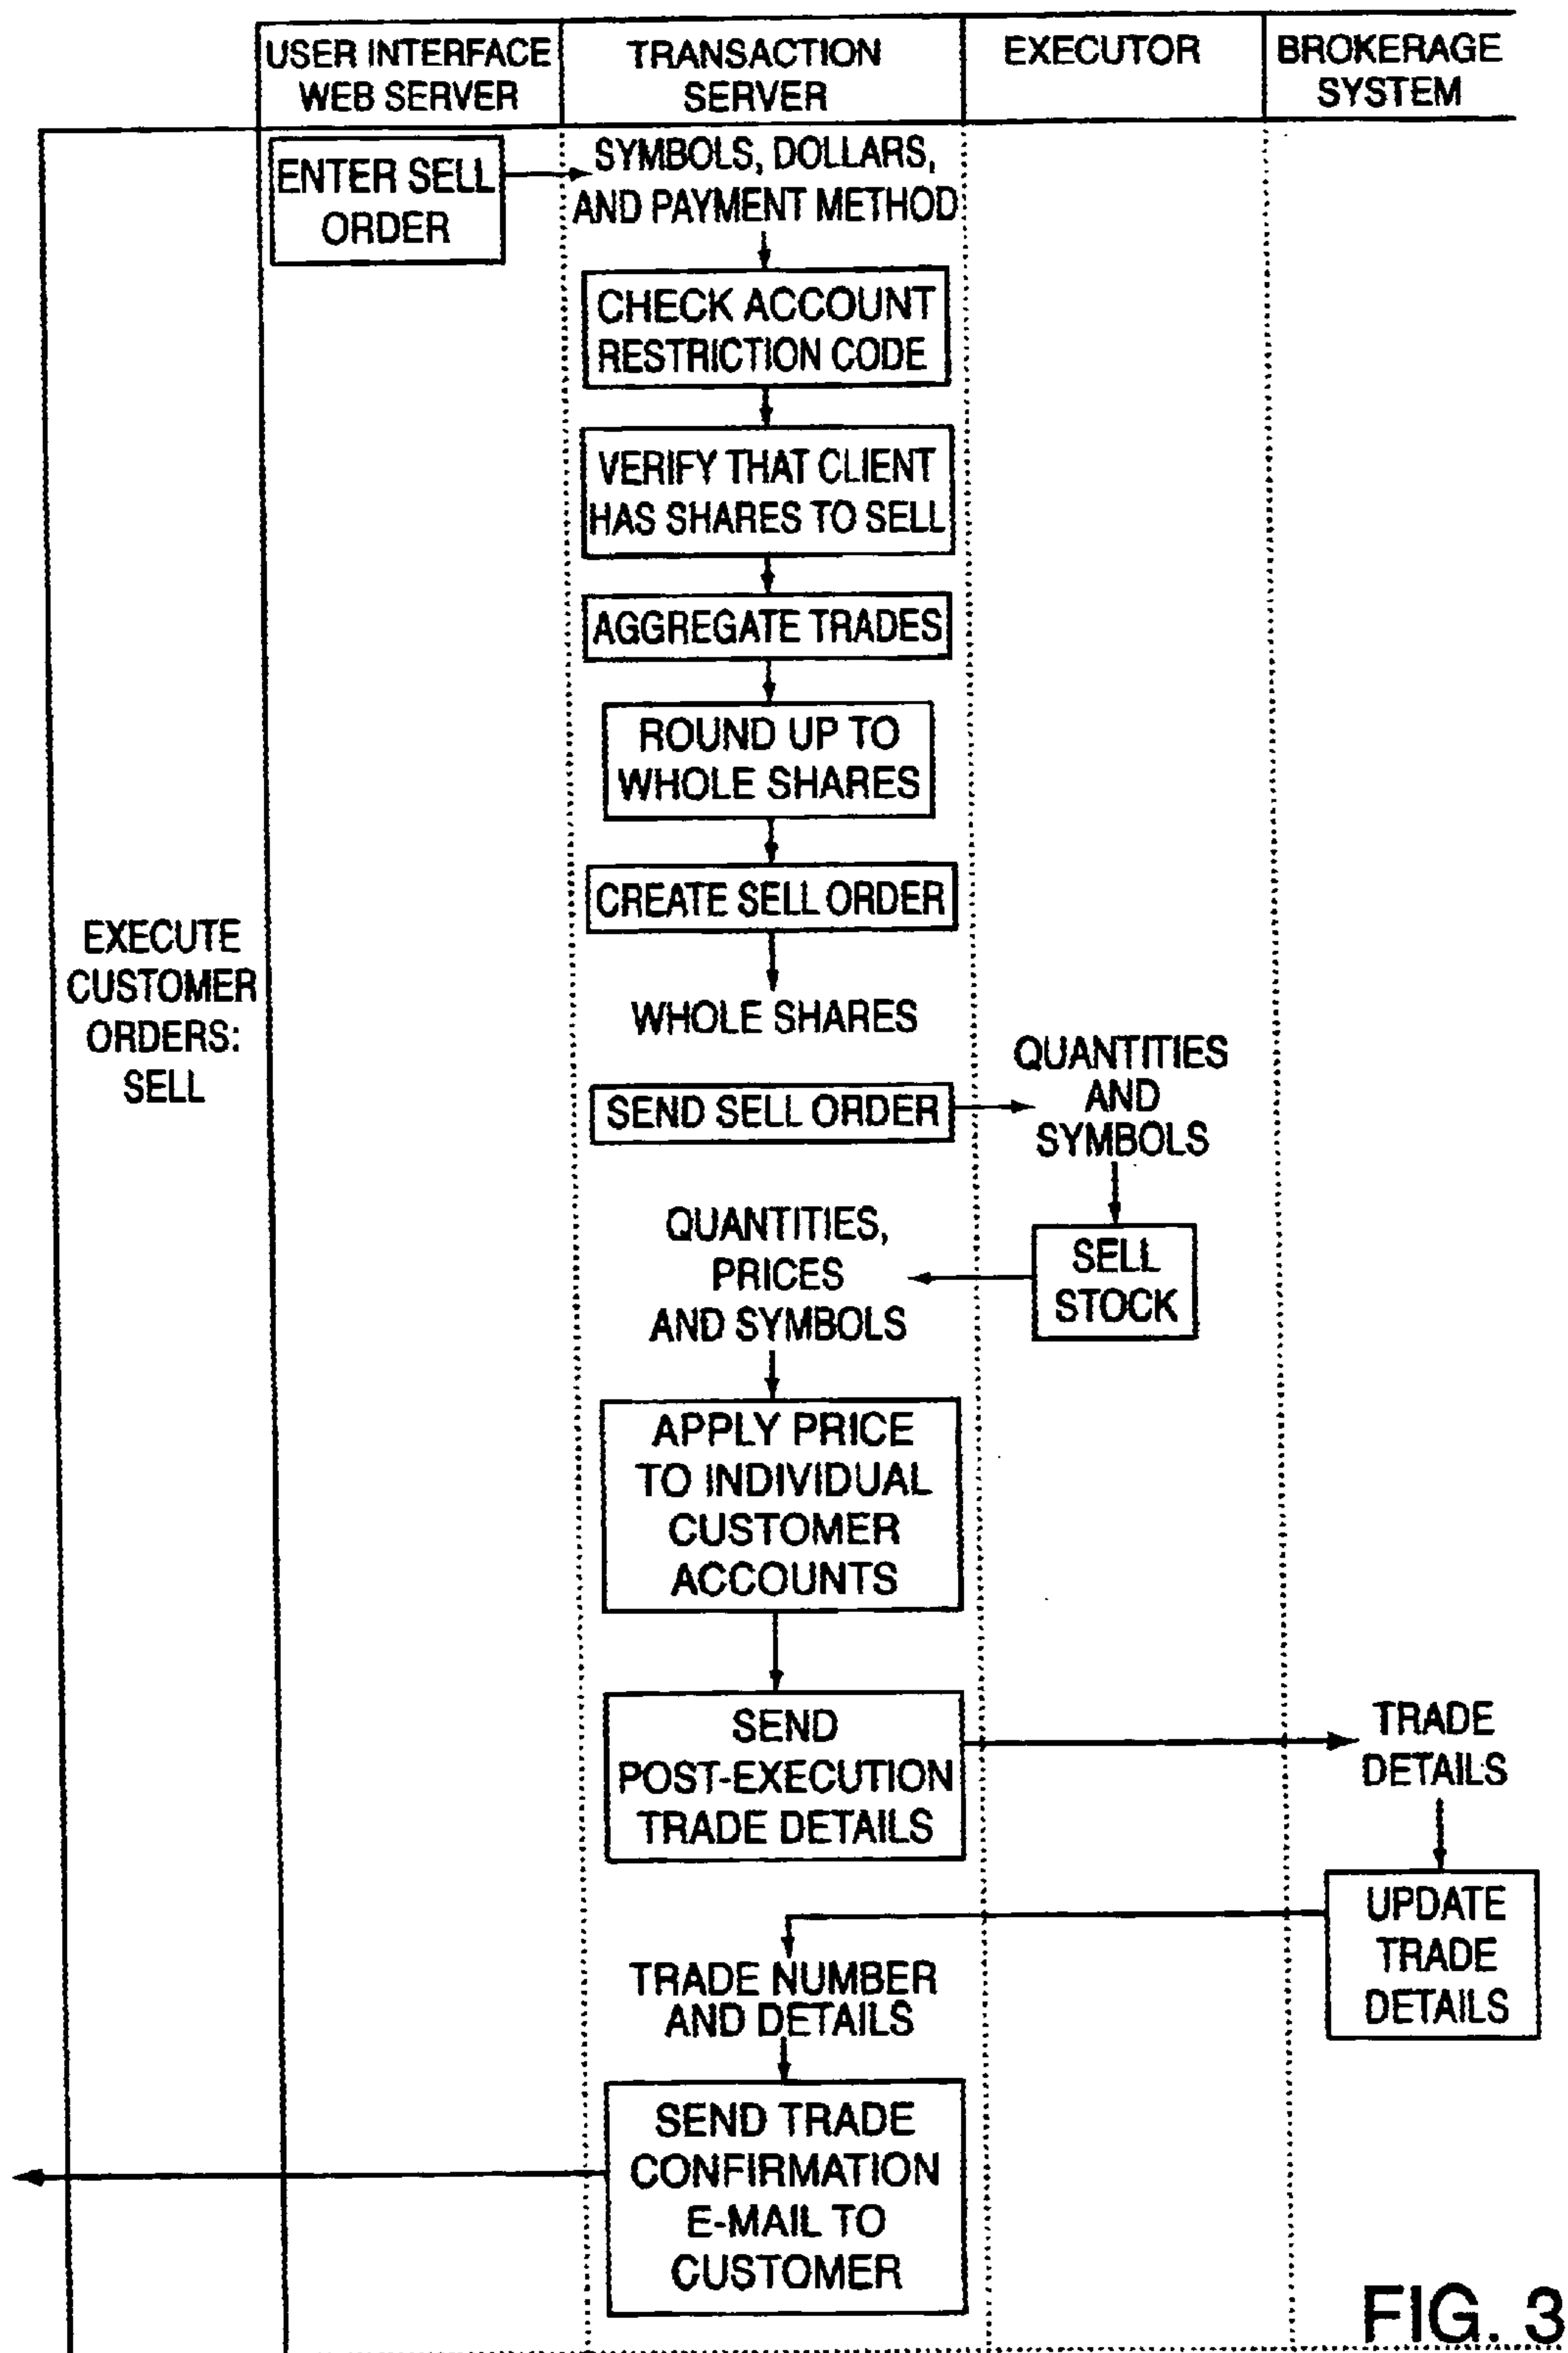 USER INTERFACE
WEB SERVER
TRANSACTION
SERVER
EXECUTOR
BROKERAGE
SYSTEM
ENTER SELL
ORDER
SYMBOLS, DOLLARS,
AND PAYMENT METHOD
CHECK ACCOUNT
RESTRICTION CODE
VERIFY THAT CLIENT
HAS SHARES TO SELL
AGGREGATE TRADES
ROUND UP TO
WHOLE SHARES
CREATE SELL ORDER
EXECUTE
CUSTOMER
ORDERS:
SELL
WHOLE SHARES
SEND SELL ORDER
QUANTITIES
AND
SYMBOLS
SELL
STOCK
QUANTITIES,
PRICES
AND SYMBOLS
APPLY PRICE
TO INDIVIDUAL
CUSTOMER
ACCOUNTS
SEND
POST-EXECUTION
TRADE DETAILS
TRADE
DETAILS
UPDATE
TRADE
DETAILS
TRADE NUMBER
AND DETAILS
SEND TRADE
CONFIRMATION
E-MAIL TO
CUSTOMER
FIG. 3